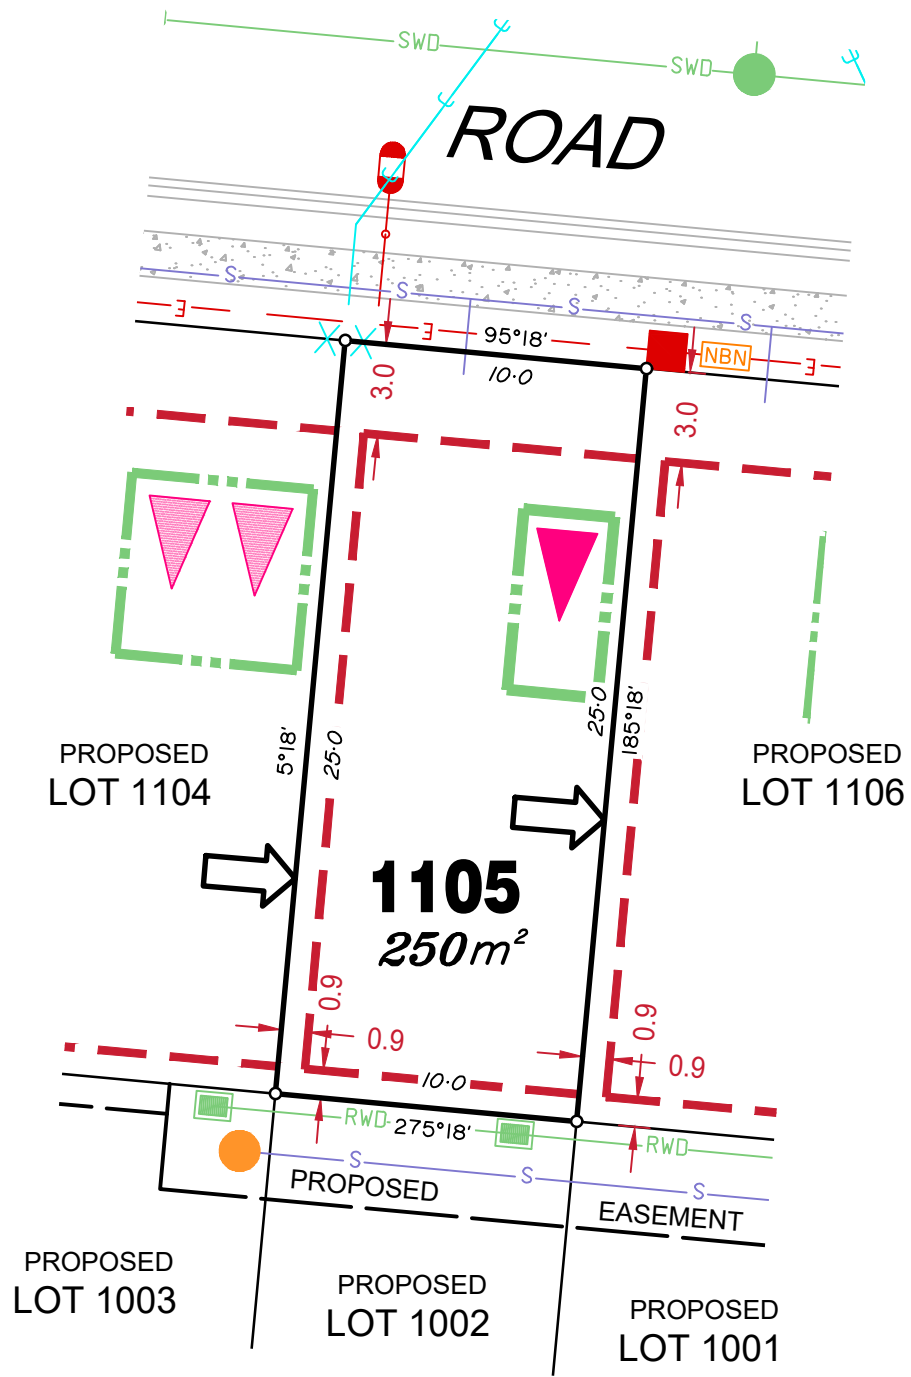 SWD
SWD
ROAD
S
S
S
S
E
E
E
95°18'
NBN
10·0
3.0
3.0
25·0
185°18'
5°18'
25·0
PROPOSED
LOT 1104
PROPOSED
LOT 1106
1105
250m²
0.9
0.9
0.9
0.9
10·0
RWD
275°18'
RWD
S
S
S
PROPOSED
EASEMENT
PROPOSED
LOT 1003
PROPOSED
LOT 1002
PROPOSED
LOT 1001